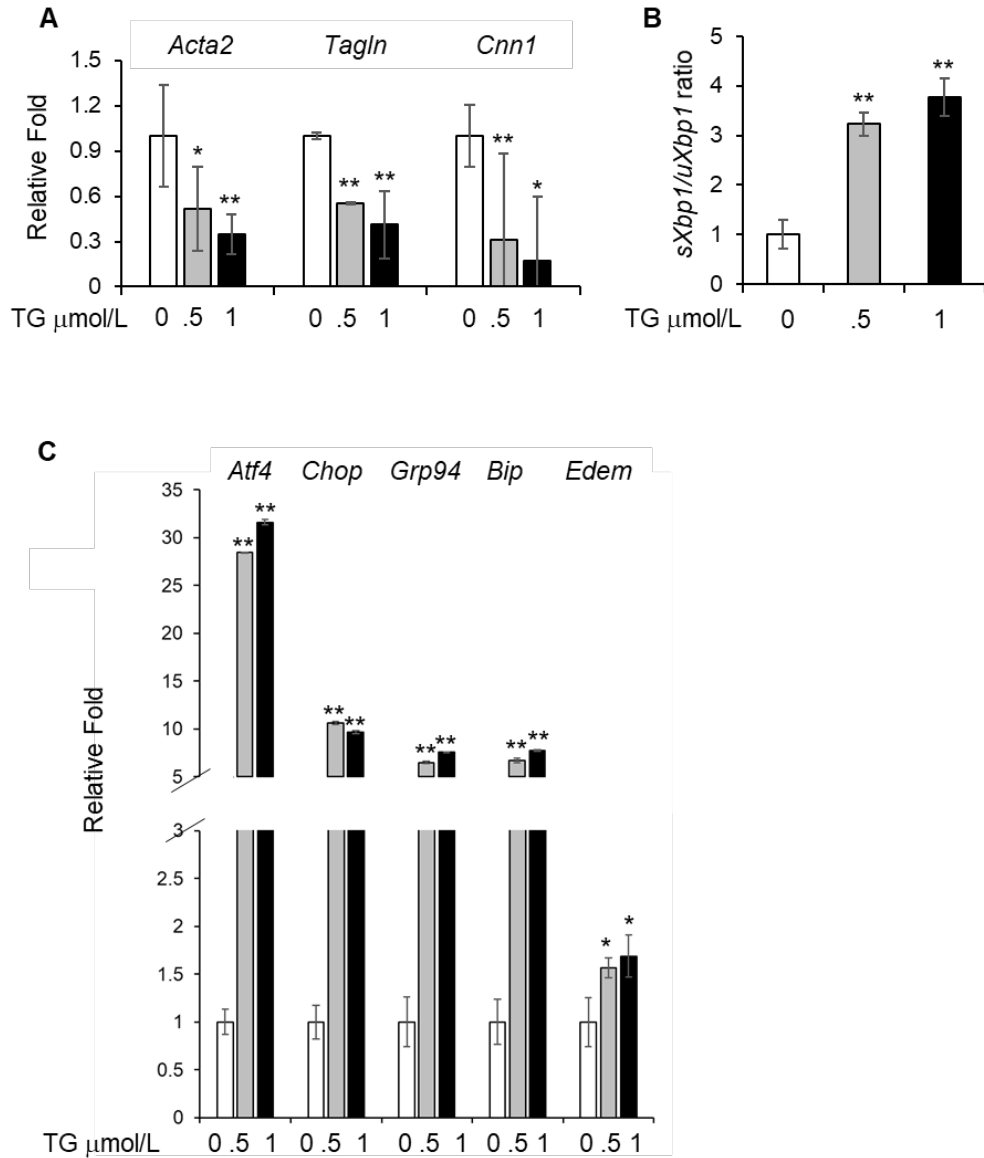 A
Acta2 Tagln Cnn1
Relative Fold
1.5
1.2
0.9
0.6
0.3
0
* ** ** ** ** *
TG μmol/L 0 .5 1 0 .5 1 0 .5 1
B
sXbp1/uXbp1 ratio
5
4
3
2
1
0
** **
TG μmol/L 0 .5 1
C
Atf4 Chop Grp94 Bip Edem
Relative Fold
35
30
25
20
15
10
5
3
2.5
2
1.5
1
0.5
0
** ** ** ** ** ** ** ** * *
TG μmol/L 0 .5 1 0 .5 1 0 .5 1 0 .5 1 0 .5 1